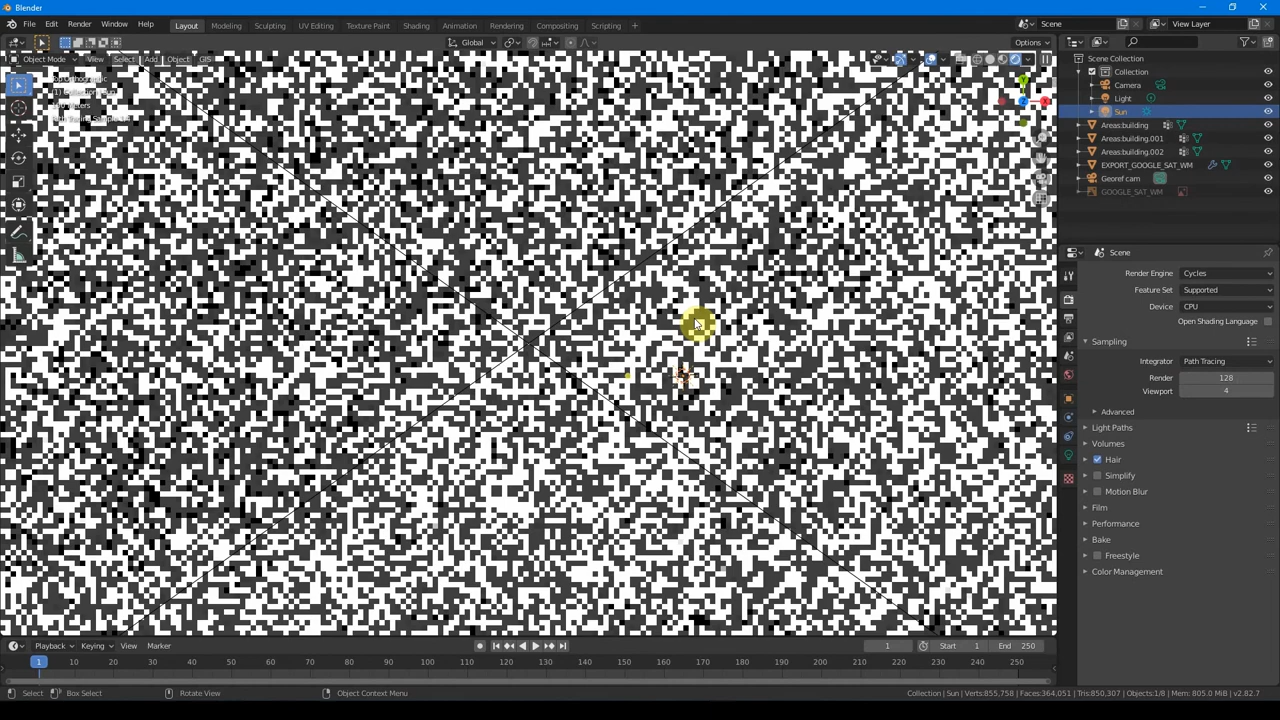 Blender
File Edit Render Window Help
Layout Modeling Sculpting UV Editing Texture Paint Shading Animation Rendering Compositing Scripting +
Scene
View Layer
Global
Options
Object Mode View Select Add Object GIS
Scene Collection
Collection
Camera
Light
Sun
Areas:building
Areas:building.001
Areas:building.002
EXPORT_GOOGLE_SAT_WM
Georef cam
GOOGLE_SAT_WM
Y
Z
X
Scene
Render Engine Cycles
Feature Set Supported
Device CPU
Open Shading Language
Sampling
Integrator Path Tracing
Render 128
Viewport 4
Advanced
Light Paths
Volumes
Hair
Simplify
Motion Blur
Film
Performance
Bake
Freestyle
Color Management
Playback Keying View Marker
1 Start 1 End 250
1 10 20 30 40 50 60 70 80 90 100 110 120 130 140 150 160 170 180 190 200 210 220 230 240 250
Select Box Select Rotate View Object Context Menu
Collection | Sun | Verts:855,758 | Faces:364,051 | Tris:850,307 | Objects:1/8 | Mem: 805.0 MiB | v2.82.7